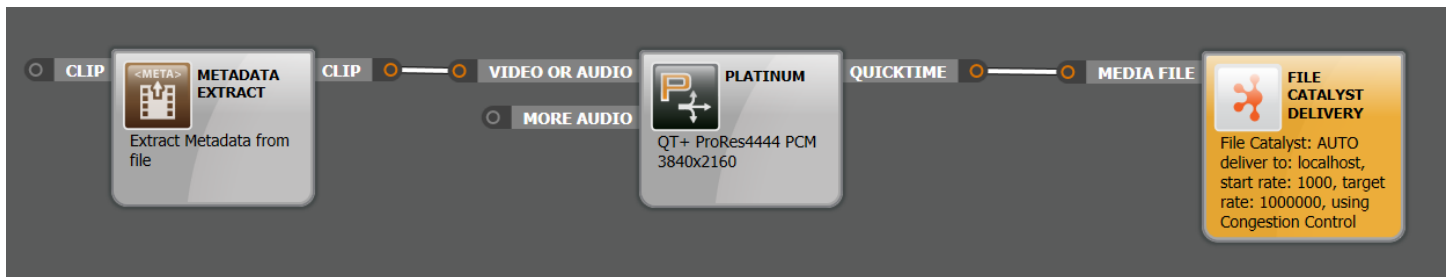 CLIP
<META>
METADATA
EXTRACT
Extract Metadata from
file
CLIP
VIDEO OR AUDIO
MORE AUDIO
P
PLATINUM
QT+ ProRes4444 PCM
3840x2160
QUICKTIME
MEDIA FILE
FILE
CATALYST
DELIVERY
File Catalyst: AUTO
deliver to: localhost,
start rate: 1000, target
rate: 1000000, using
Congestion Control